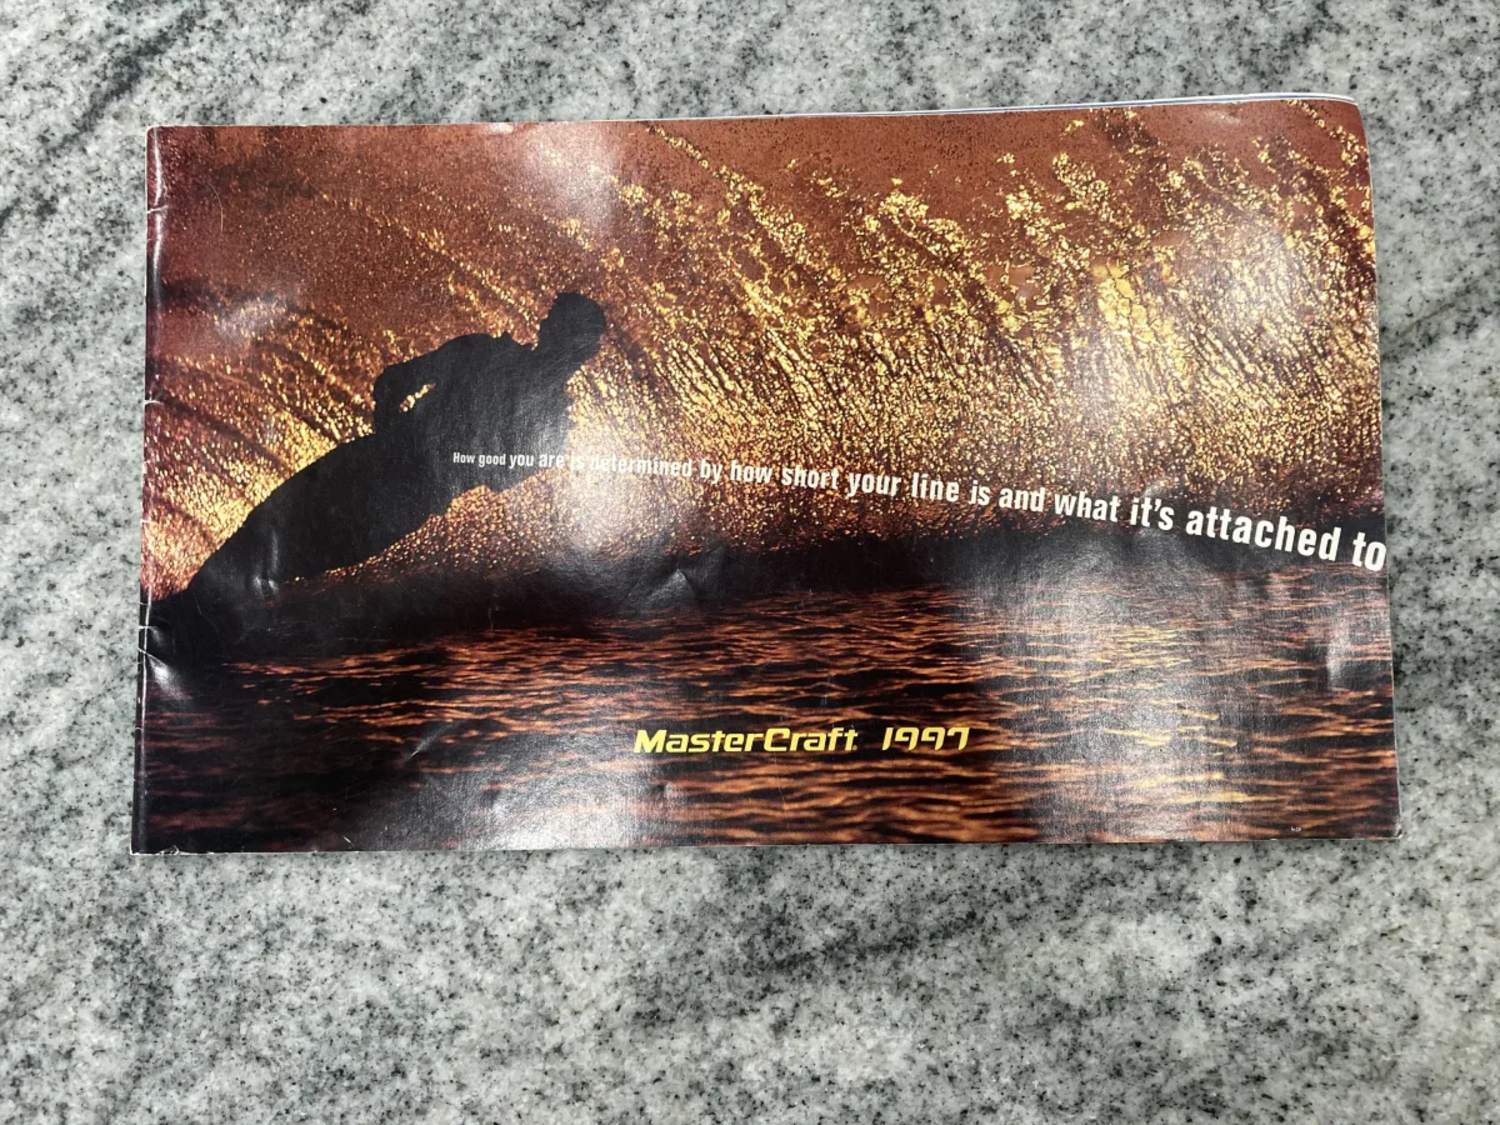 How good you are is determined by how short your line is and what it's attached to
MasterCraft 1997